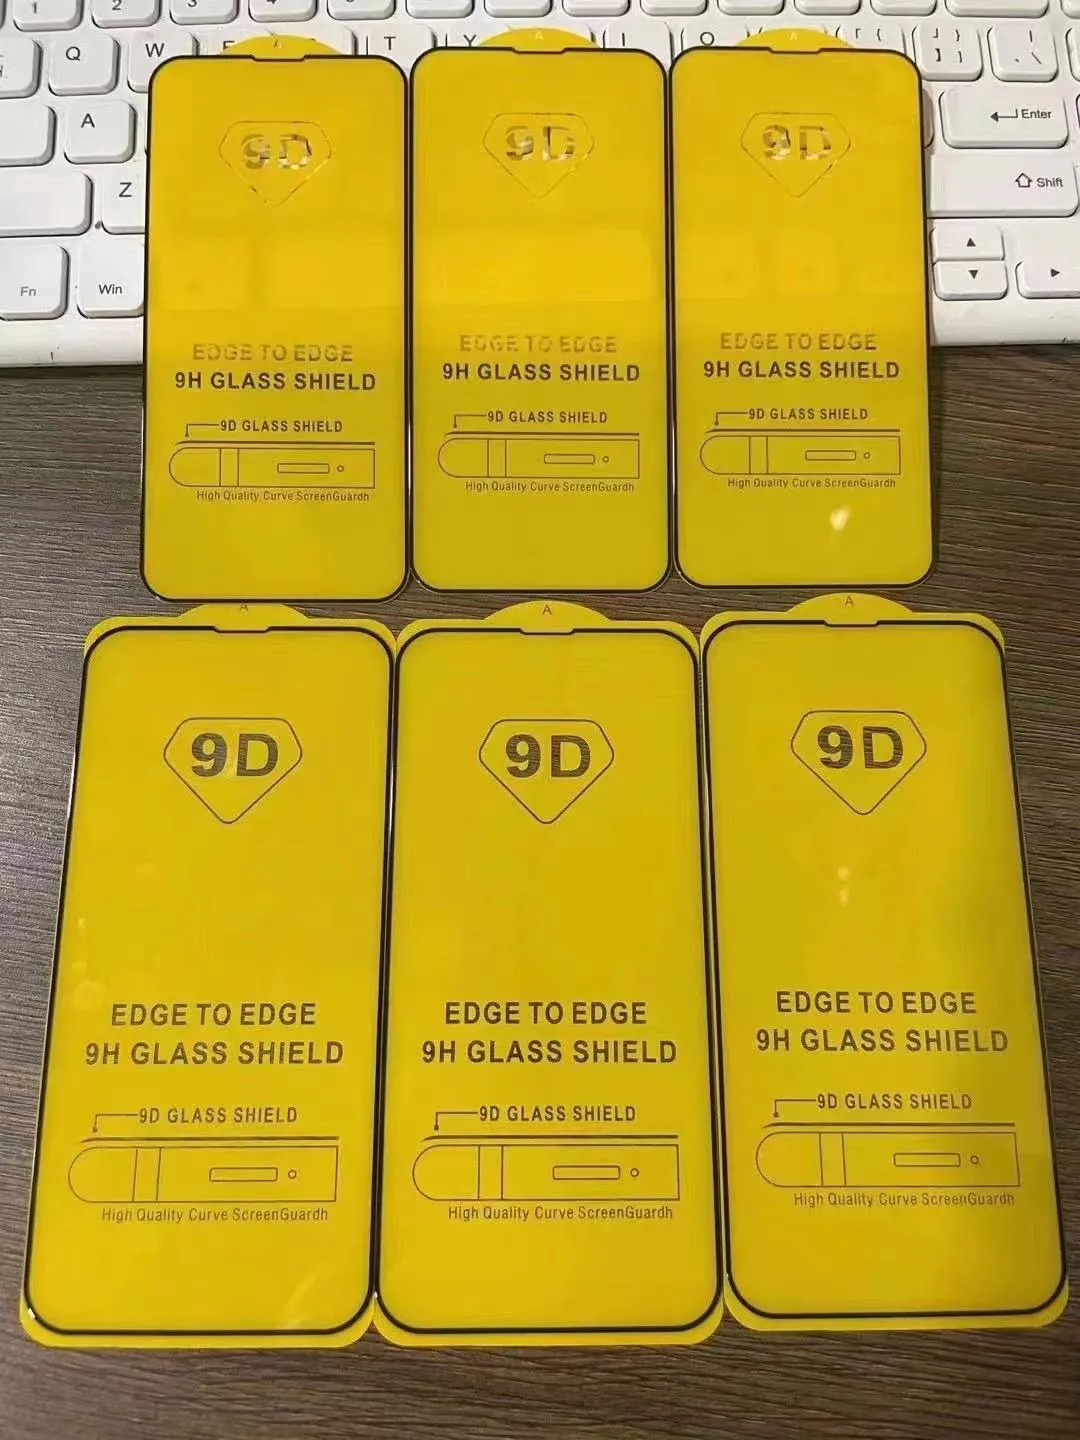 1
2
3
Q
W
E
T
Y
I
O
[ {
} ]
A
Enter
Z
Shift
Fn
Win
A
9D
EDGE TO EDGE
9H GLASS SHIELD
9D GLASS SHIELD
High Quality Curve ScreenGuardh
A
9D
EDGE TO EDGE
9H GLASS SHIELD
9D GLASS SHIELD
High Quality Curve ScreenGuardh
A
9D
EDGE TO EDGE
9H GLASS SHIELD
9D GLASS SHIELD
High Quality Curve ScreenGuardh
A
9D
EDGE TO EDGE
9H GLASS SHIELD
9D GLASS SHIELD
High Quality Curve ScreenGuardh
A
9D
EDGE TO EDGE
9H GLASS SHIELD
9D GLASS SHIELD
High Quality Curve ScreenGuardh
A
9D
EDGE TO EDGE
9H GLASS SHIELD
9D GLASS SHIELD
High Quality Curve ScreenGuardh